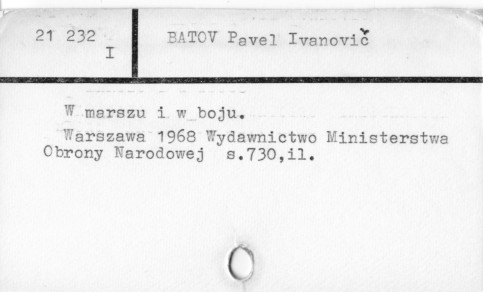 21 232 I
BATOV Pavel Ivanovič
W marszu i w boju.
Warszawa 1968 Wydawnictwo Ministerstwa
Obrony Narodowej s.730,il.